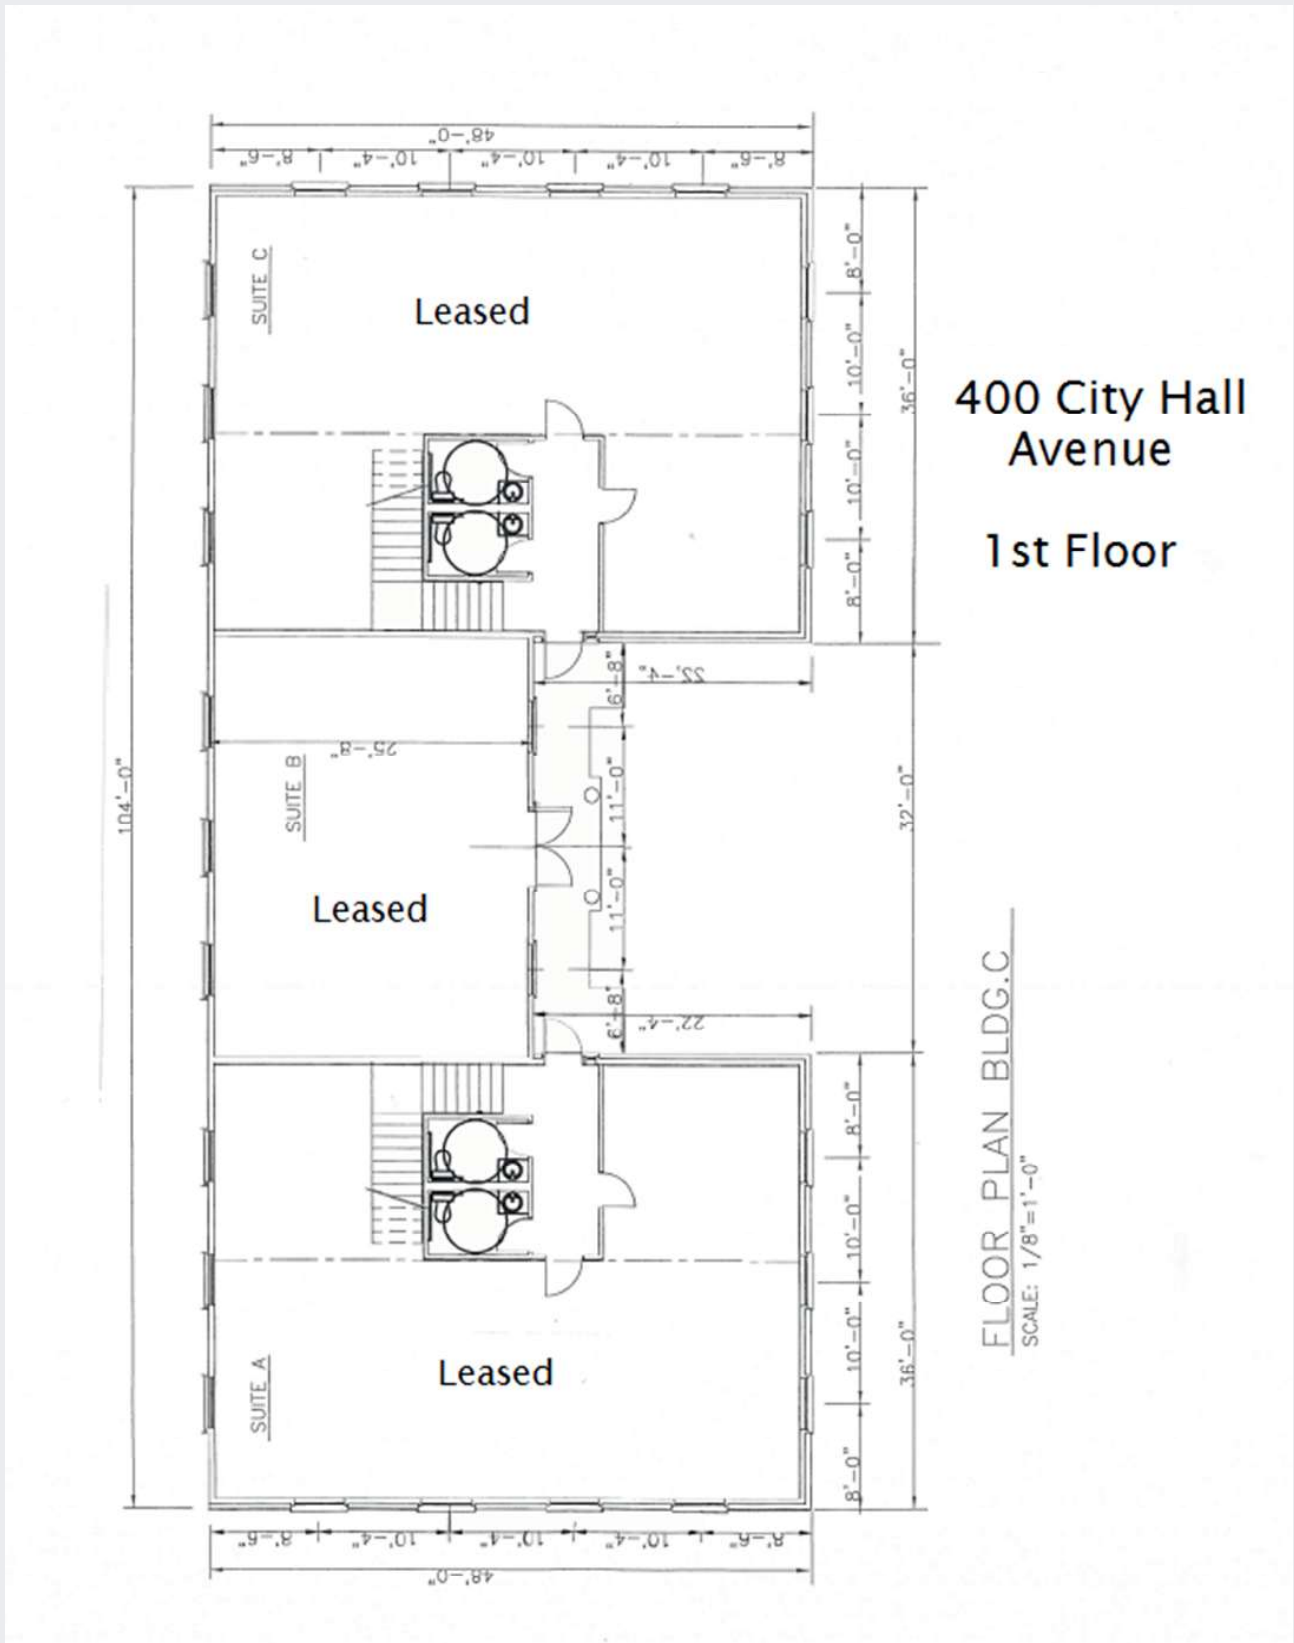 48'-0"
8'-6"
10'-4"
10'-4"
10'-4"
8'-6"
SUITE C
Leased
8'-0"
10'-0"
10'-0"
8'-0"
36'-0"
400 City Hall
Avenue
1st Floor
6'-8"
22'-4"
25'-8"
SUITE B
104'-0"
11'-0"
32'-0"
Leased
11'-0"
6'-8'
22'-4"
FLOOR PLAN BLDG.C
SCALE: 1/8"=1'-0"
8'-0"
10'-0"
10'-0"
8'-0"
36'-0"
SUITE A
Leased
8'-6"
10'-4"
10'-4"
10'-4"
8'-6"
48'-0"